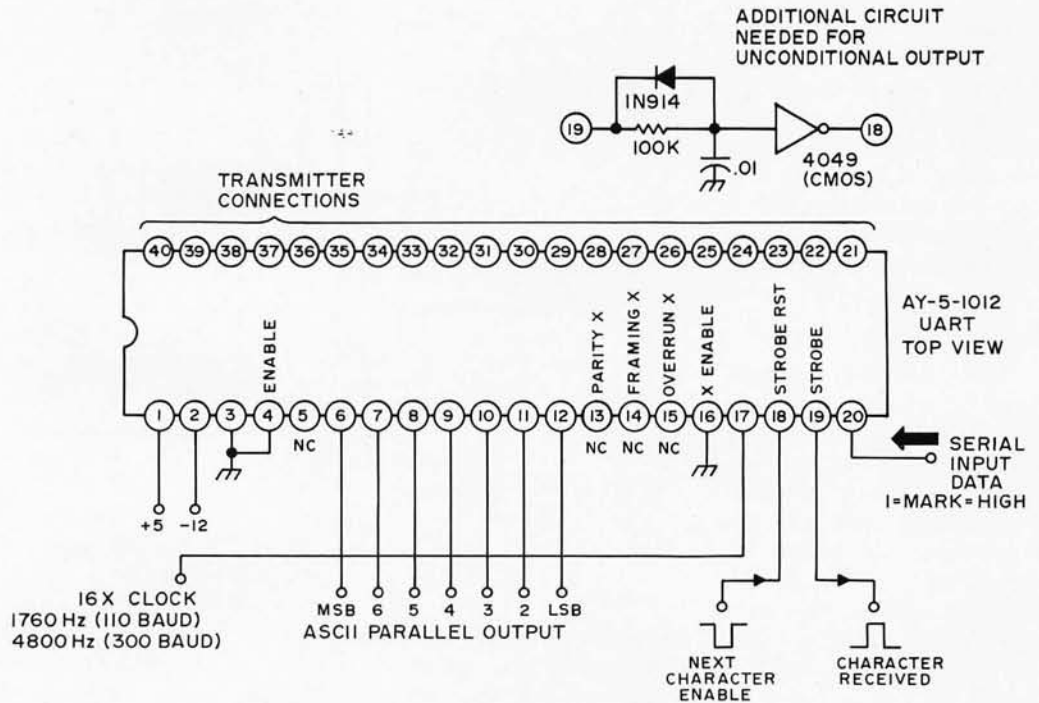 ADDITIONAL CIRCUIT
NEEDED FOR
UNCONDITIONAL OUTPUT
1N914
19
100K
.01
4049
(CMOS)
18
TRANSMITTER
CONNECTIONS
40 39 38 37 36 35 34 33 32 31 30 29 28 27 26 25 24 23 22 21
ENABLE
PARITY X
FRAMING X
OVERRUN X
X ENABLE
STROBE RST
STROBE
AY-5-1012
UART
TOP VIEW
1 2 3 4 5 6 7 8 9 10 11 12 13 14 15 16 17 18 19 20
NC
NC NC NC
SERIAL
INPUT
DATA
1=MARK=HIGH
+5 -12
16X CLOCK
1760 Hz (110 BAUD)
4800 Hz (300 BAUD)
MSB 6 5 4 3 2 LSB
ASCII PARALLEL OUTPUT
NEXT
CHARACTER
ENABLE
CHARACTER
RECEIVED